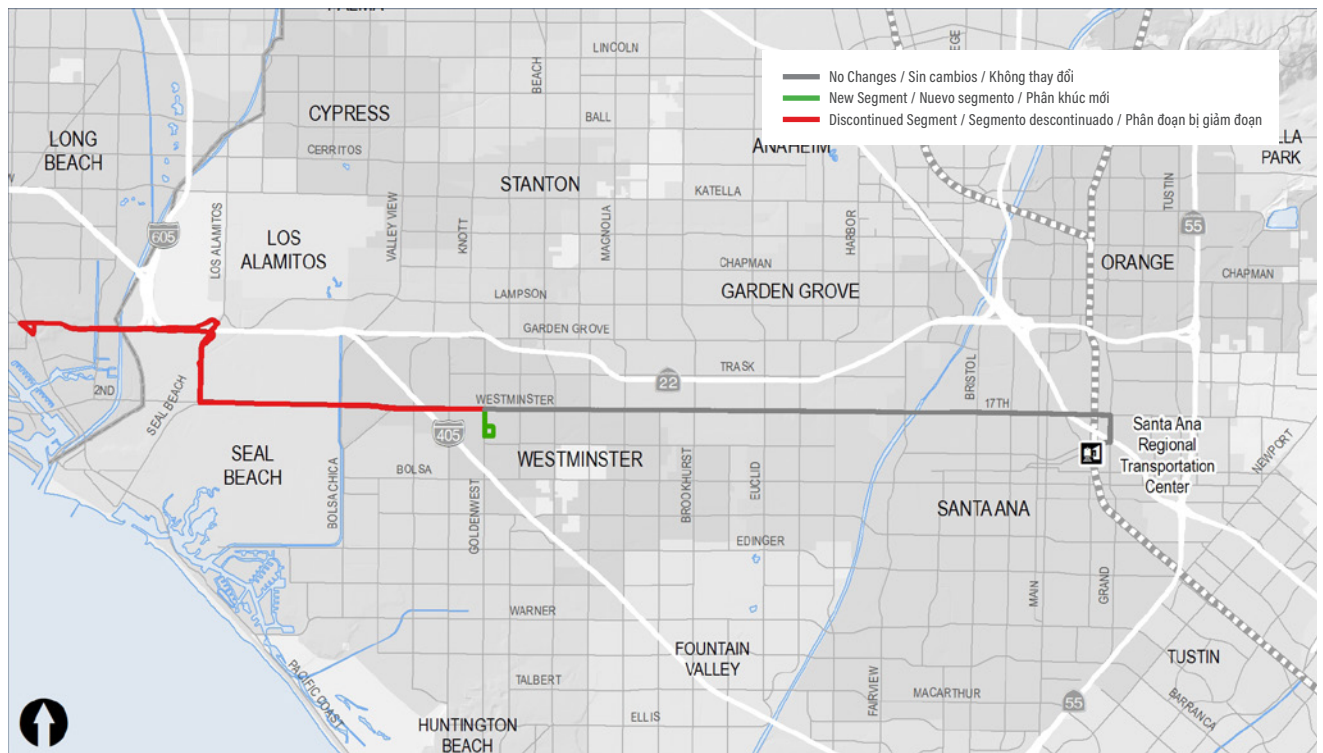 PALMA
LINCOLN
EGE
No Changes / Sin cambios / Không thay đổi
New Segment / Nuevo segmento / Phân khúc mới
Discontinued Segment / Segmento descontinuado / Phân đoạn bị giảm đoạn
BEACH
CYPRESS
BALL
LONG
BEACH
CERRITOS
ANAHEIM
LLA
PARK
STANTON
KATELLA
TUSTIN
605
LOS ALAMITOS
LOS
ALAMITOS
VALLEY VIEW
KNOTT
MAGNOLIA
HARBOR
55
CHAPMAN
ORANGE
CHAPMAN
LAMPSON
GARDEN GROVE
GARDEN GROVE
TRASK
22
BRISTOL
2ND
SEAL BEACH
WESTMINSTER
17TH
405
SEAL
BEACH
BOLSA CHICA
BOLSA
GOLDENWEST
WESTMINSTER
BROOKHURST
EUCLID
Santa Ana
Regional
Transportation
Center
NEWPORT
SANTA ANA
EDINGER
MAIN
GRAND
WARNER
FOUNTAIN
VALLEY
TUSTIN
PACIFIC COAST
TALBERT
FAIRVIEW
MACARTHUR
55
BARRANCA
ELLIS
HUNTINGTON
BEACH